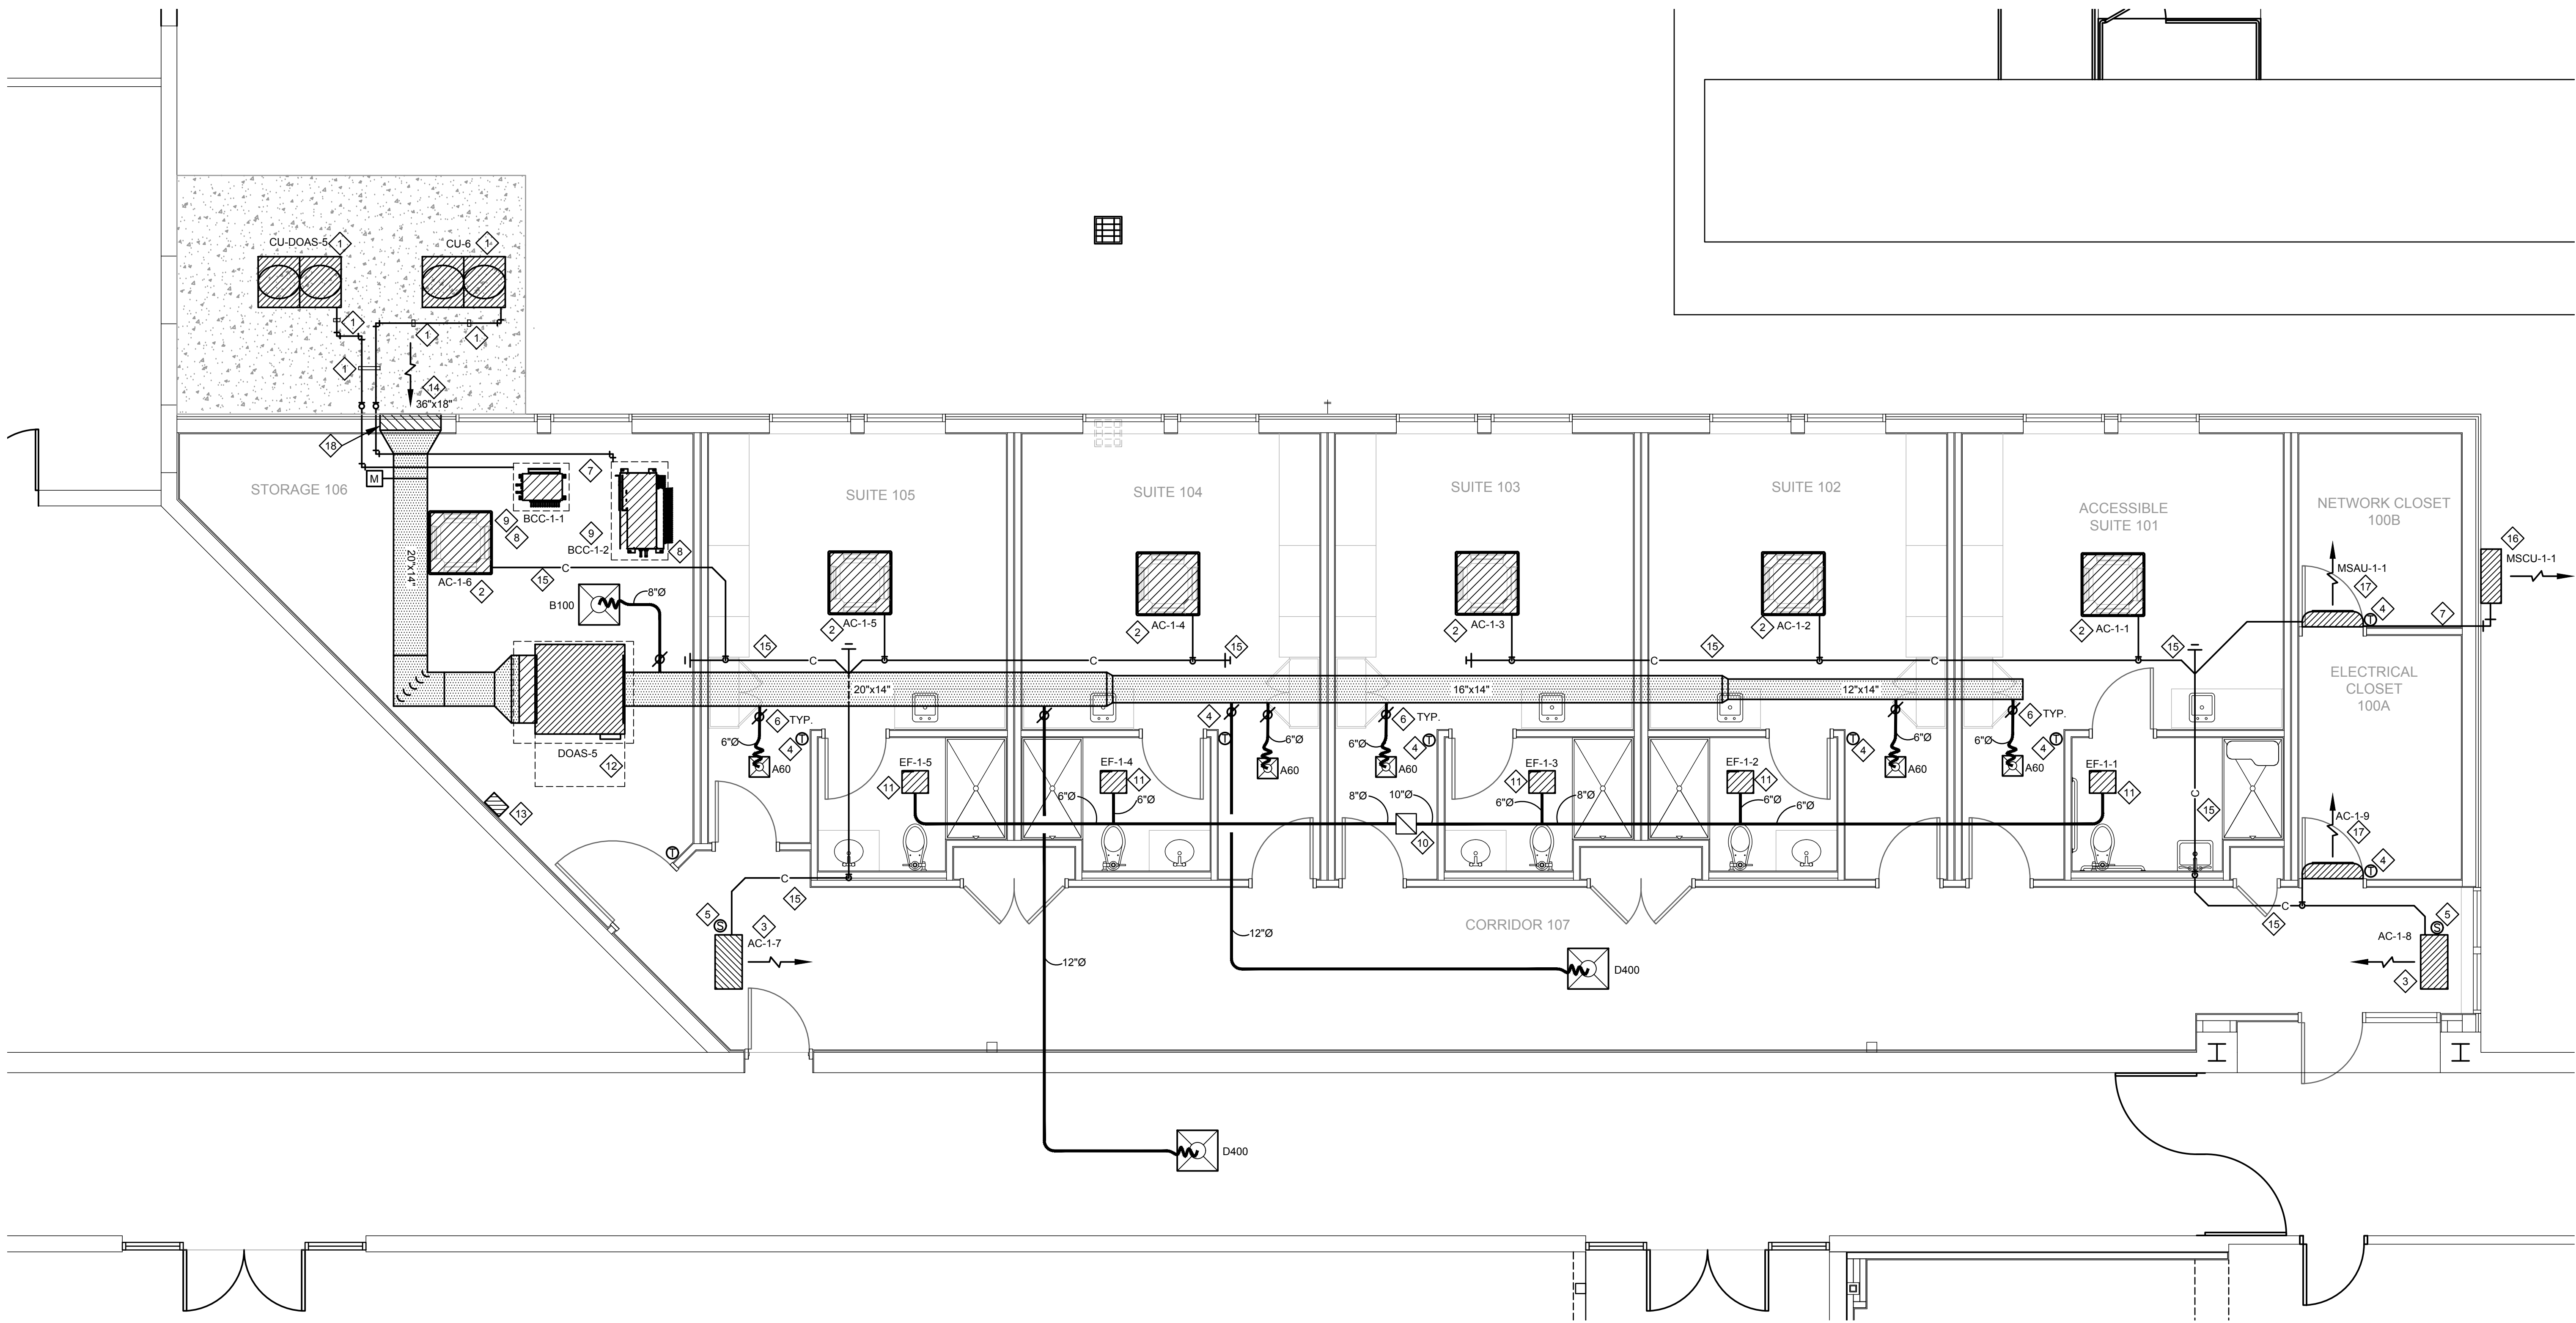 CU-DOAS-5
1
CU-6
1
1
1
1
1
14
36"x18"
18
M
7
STORAGE 106
BCC-1-1
9
8
9
BCC-1-2
8
20"x14"
AC-1-6
2
15
C
B100
8"Ø
SUITE 105
SUITE 104
SUITE 103
SUITE 102
ACCESSIBLE
SUITE 101
NETWORK CLOSET
100B
16
MSCU-1-1
MSAU-1-1
17
4
T
7
2
AC-1-5
2
AC-1-4
2
AC-1-3
2
AC-1-2
2
AC-1-1
15
C
C
15
C
15
C
15
ELECTRICAL
CLOSET
100A
20"x14"
16"x14"
12"x14"
DOAS-5
12
13
6
TYP.
6"Ø
4
T
A60
4
T
6"Ø
A60
6
TYP.
6"Ø
4
T
A60
T
4
6"Ø
A60
6
TYP.
6"Ø
4
T
A60
EF-1-5
11
EF-1-4
11
6"Ø
6"Ø
EF-1-3
11
6"Ø
8"Ø
EF-1-2
11
6"Ø
6"Ø
EF-1-1
11
8"Ø
10"Ø
10
C
15
AC-1-9
17
4
T
T
C
15
5
S
3
AC-1-7
12"Ø
12"Ø
CORRIDOR 107
D400
C
15
5
S
AC-1-8
3
D400